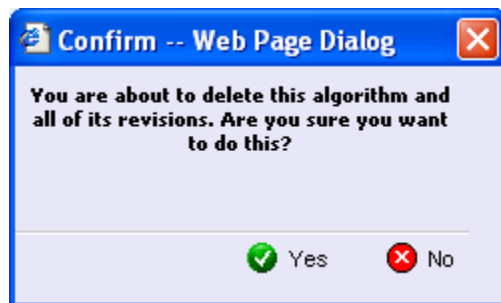 Confirm -- Web Page Dialog
You are about to delete this algorithm and
all of its revisions. Are you sure you want
to do this?
Yes No